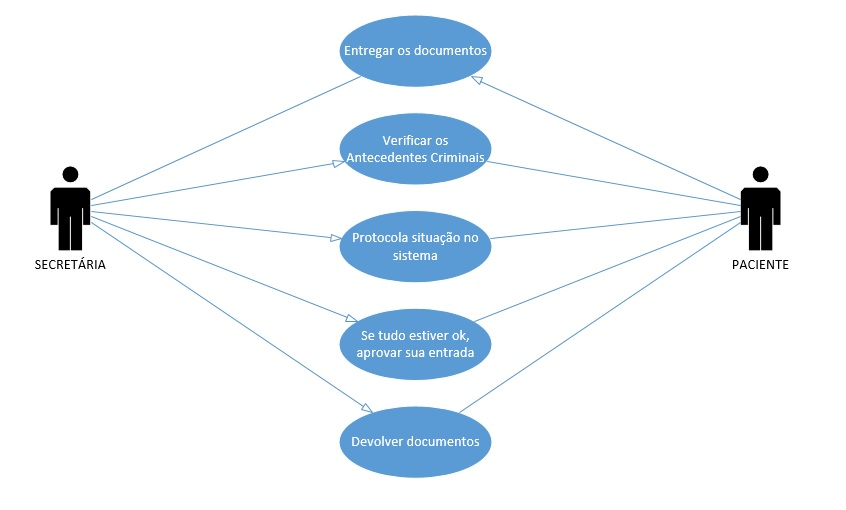 Entregar os documentos
Verificar os
Antecedentes Criminais
Protocola situação no
sistema
SECRETÁRIA
PACIENTE
Se tudo estiver ok,
aprovar sua entrada
Devolver documentos